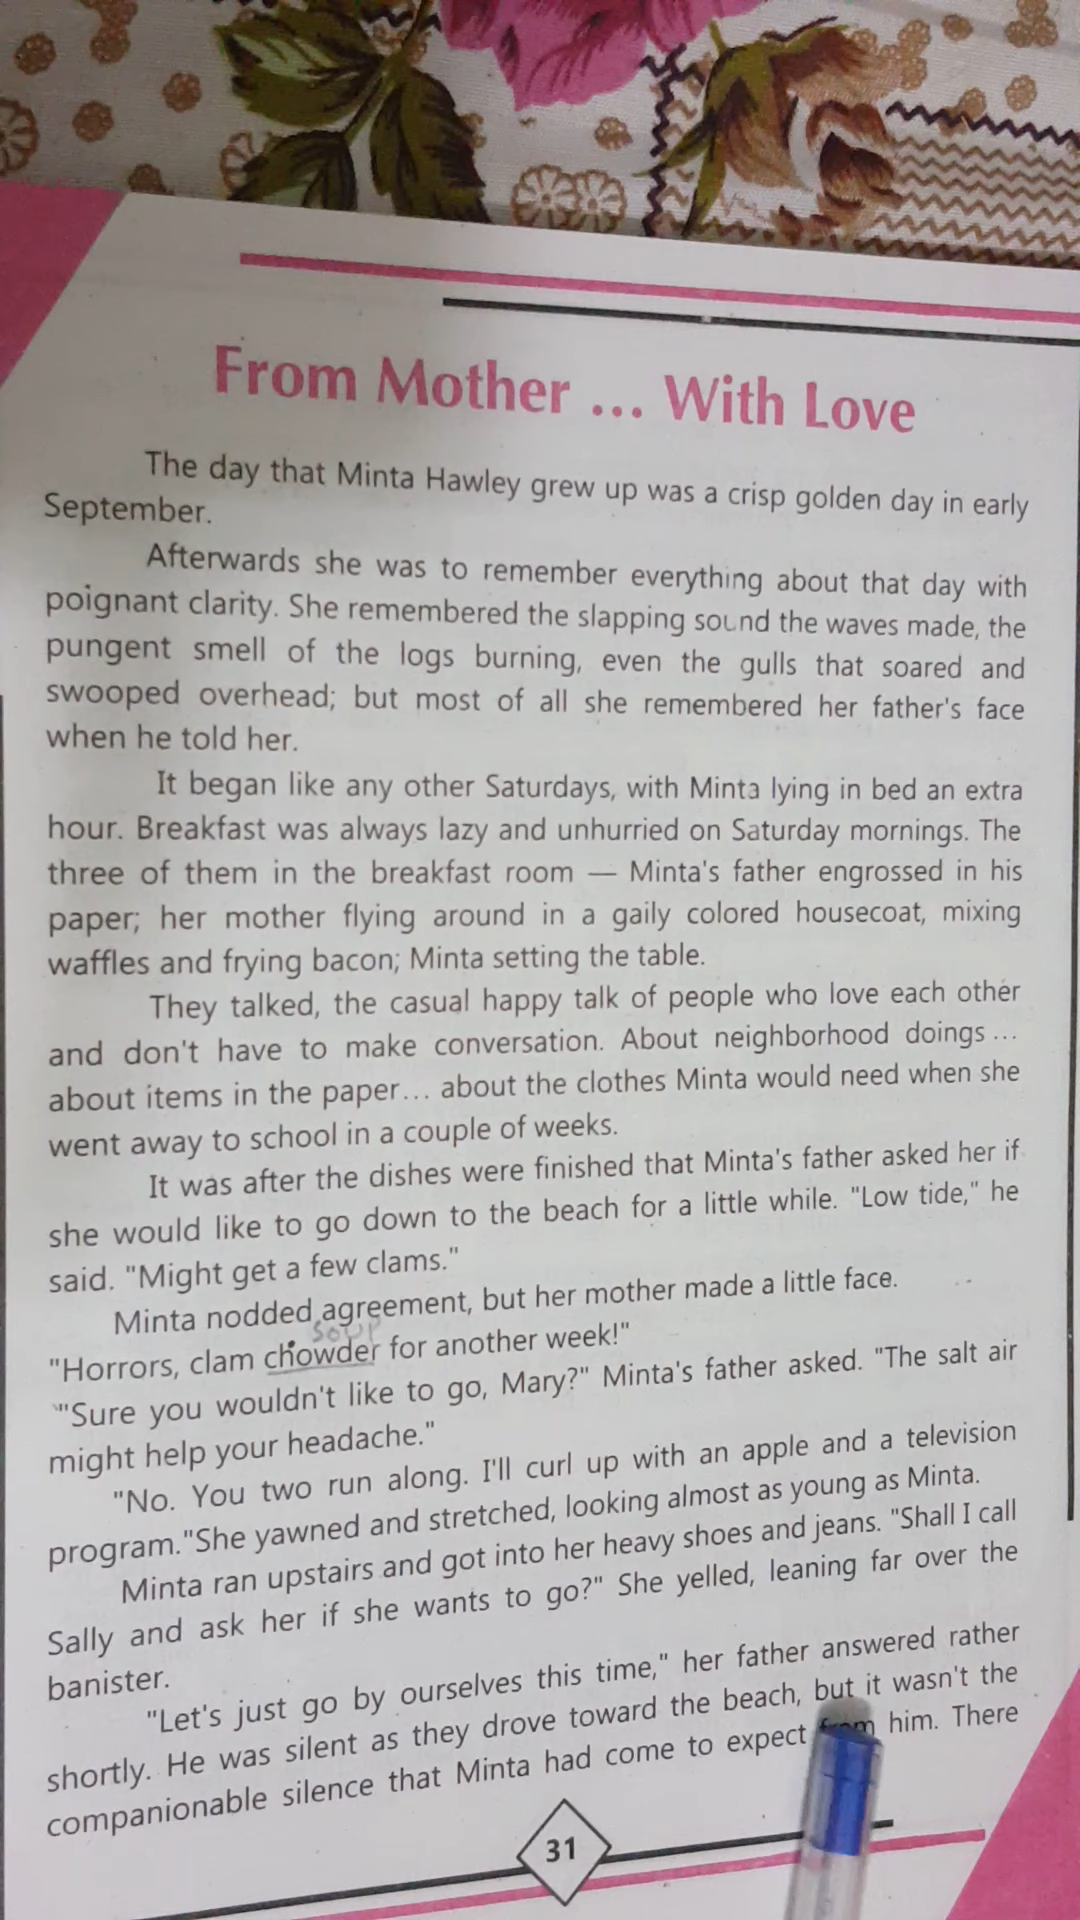 From Mother ... With Love
The day that Minta Hawley grew up was a crisp golden day in early
September.
Afterwards she was to remember everything about that day with
poignant clarity. She remembered the slapping sound the waves made, the
pungent smell of the logs burning, even the gulls that soared and
swooped overhead; but most of all she remembered her father's face
when he told her.
It began like any other Saturdays, with Minta lying in bed an extra
hour. Breakfast was always lazy and unhurried on Saturday mornings. The
three of them in the breakfast room — Minta's father engrossed in his
paper; her mother flying around in a gaily colored housecoat, mixing
waffles and frying bacon; Minta setting the table.
They talked, the casual happy talk of people who love each other
and don't have to make conversation. About neighborhood doings ...
about items in the paper... about the clothes Minta would need when she
went away to school in a couple of weeks.
It was after the dishes were finished that Minta's father asked her if
she would like to go down to the beach for a little while. "Low tide," he
said. "Might get a few clams."
Minta nodded agreement, but her mother made a little face.
soup
"Horrors, clam chowder for another week!"
"Sure you wouldn't like to go, Mary?" Minta's father asked. "The salt air
might help your headache."
"No. You two run along. I'll curl up with an apple and a television
program."She yawned and stretched, looking almost as young as Minta.
Minta ran upstairs and got into her heavy shoes and jeans. "Shall I call
Sally and ask her if she wants to go?" She yelled, leaning far over the
banister.
"Let's just go by ourselves this time," her father answered rather
shortly. He was silent as they drove toward the beach, but it wasn't the
companionable silence that Minta had come to expect from him. There
31